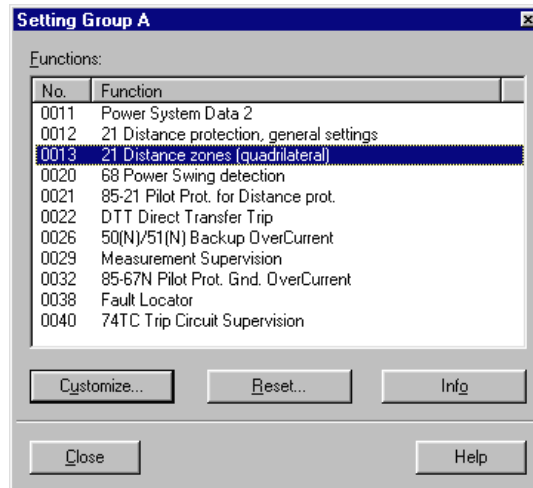 Setting Group A
Functions:
No. Function
0011 Power System Data 2
0012 21 Distance protection, general settings
0013 21 Distance zones (quadrilateral)
0020 68 Power Swing detection
0021 85-21 Pilot Prot. for Distance prot.
0022 DTT Direct Transfer Trip
0026 50(N)/51(N) Backup OverCurrent
0029 Measurement Supervision
0032 85-67N Pilot Prot. Gnd. OverCurrent
0038 Fault Locator
0040 74TC Trip Circuit Supervision
Customize... Reset... Info
Close Help